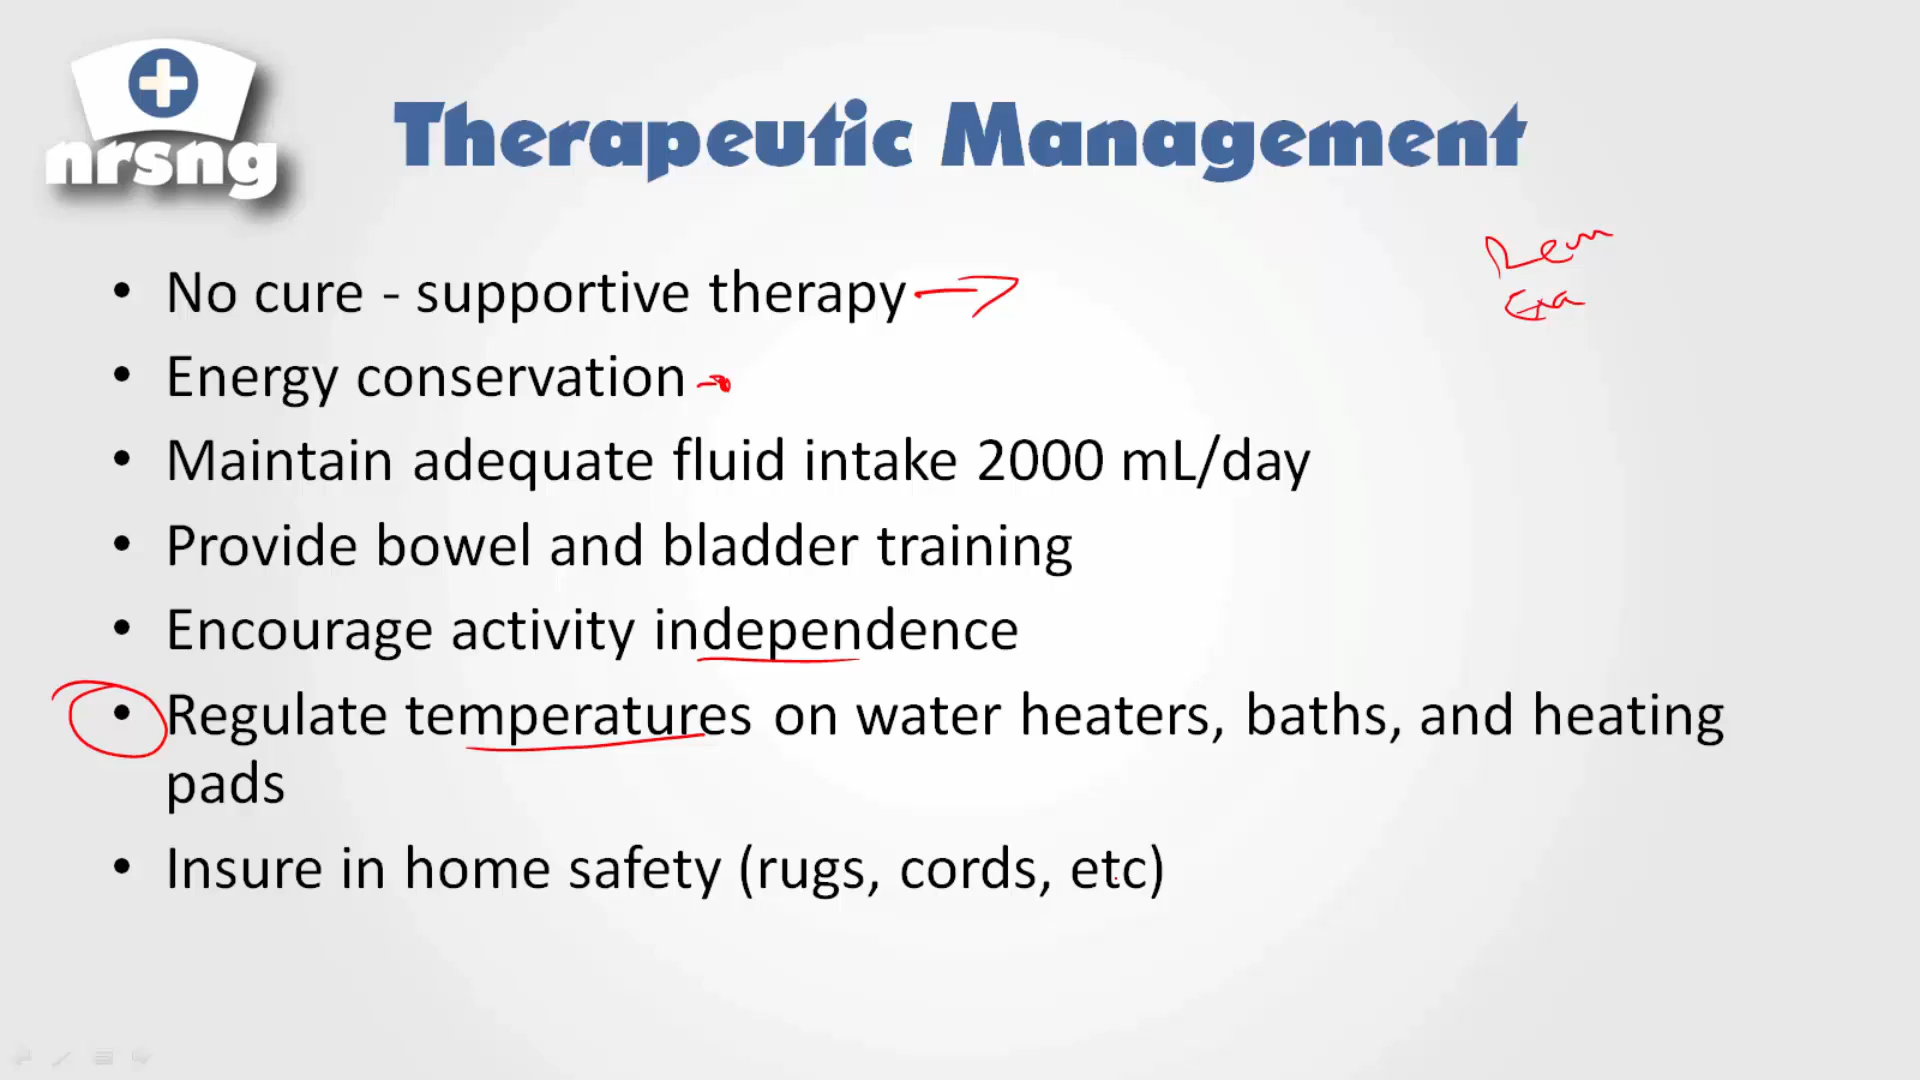 nrsng
Therapeutic Management
• No cure - supportive therapy
• Energy conservation
• Maintain adequate fluid intake 2000 mL/day
• Provide bowel and bladder training
• Encourage activity independence
• Regulate temperatures on water heaters, baths, and heating
pads
• Insure in home safety (rugs, cords, etc)